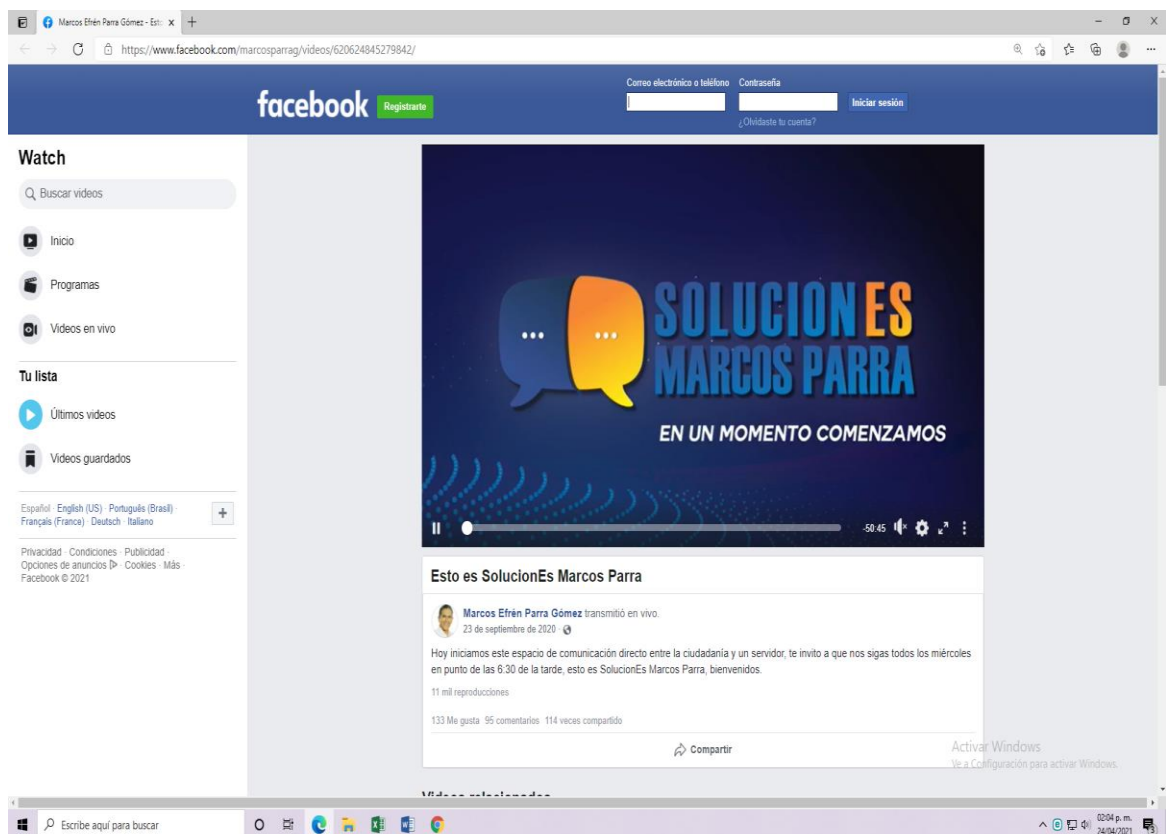 Marcos Efrén Parra Gómez - Est
https://www.facebook.com/marcosparrag/videos/620624845279842/
facebook
Registrarte
Correo electrónico o teléfono
Contraseña
Iniciar sesión
¿Olvidaste tu cuenta?
Watch
Buscar videos
Inicio
Programas
Videos en vivo
Tu lista
Últimos videos
Videos guardados
Español · English (US) · Português (Brasil) ·
Français (France) · Deutsch · Italiano
Privacidad · Condiciones · Publicidad ·
Opciones de anuncios · Cookies · Más ·
Facebook © 2021
SOLUCIONES
MARCOS PARRA
EN UN MOMENTO COMENZAMOS
-50:45
Esto es SolucionEs Marcos Parra
Marcos Efrén Parra Gómez transmitió en vivo.
23 de septiembre de 2020 ·
Hoy iniciamos este espacio de comunicación directo entre la ciudadanía y un servidor, te invito a que nos sigas todos los miércoles
en punto de las 6:30 de la tarde, esto es SolucionEs Marcos Parra, bienvenidos.
11 mil reproducciones
133 Me gusta 95 comentarios 114 veces compartido
Compartir
Activar Windows
Ve a Configuración para activar Windows.
Videos relacionados
Escribe aquí para buscar
02:04 p. m.
24/04/2021